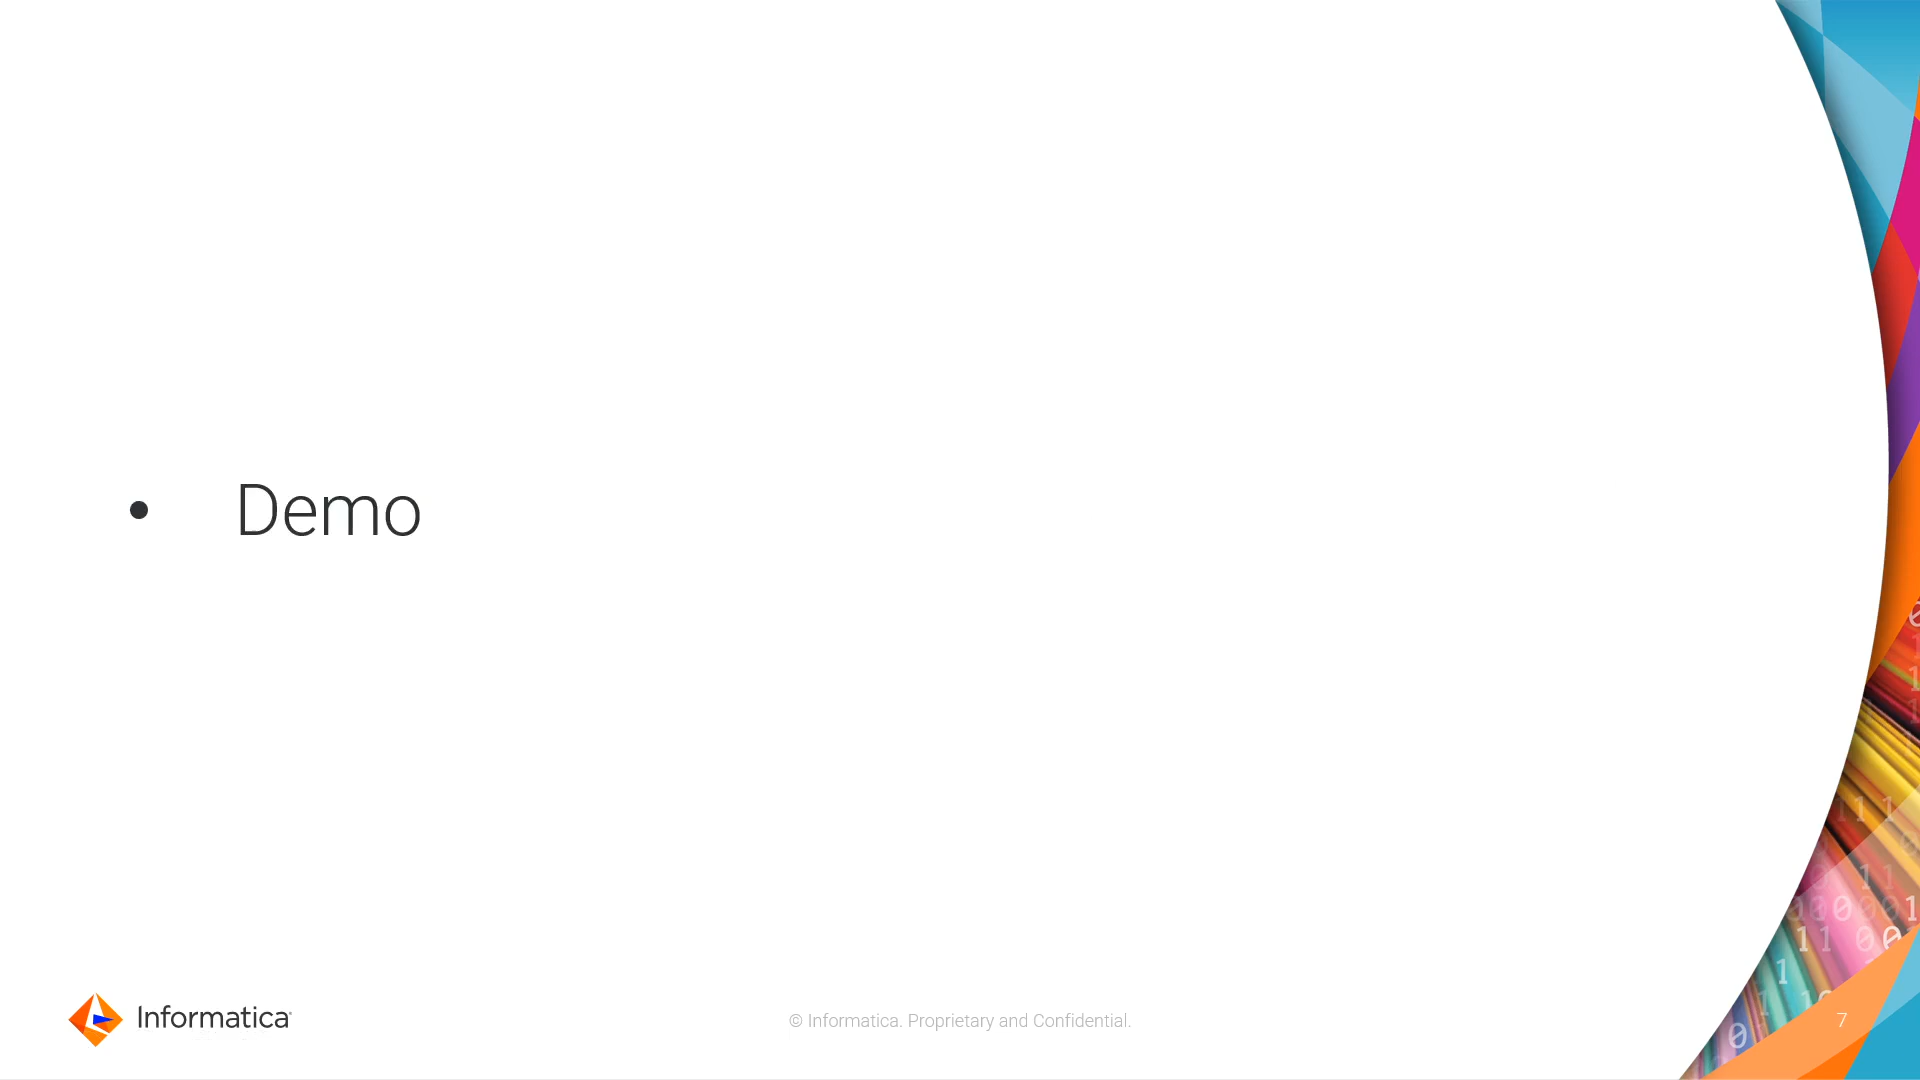 • Demo
Informatica
© Informatica. Proprietary and Confidential.
7